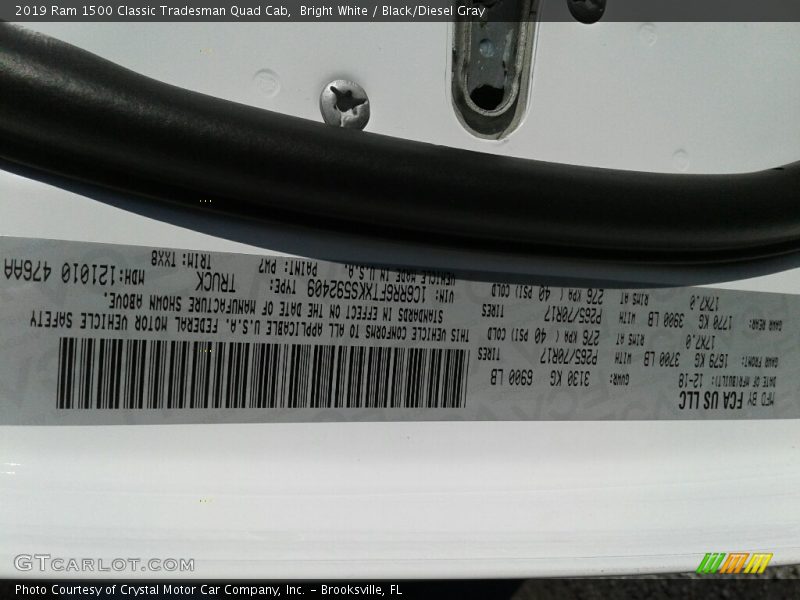 2019 Ram 1500 Classic Tradesman Quad Cab,  Bright White / Black/Diesel Gray
MFD BY FCA US LLC
DATE OF MFR(BUILT): 12-18 GVWR: 3130 KG 6900 LB
GAWR FRONT: 1679 KG 3700 LB WITH P265/70R17 TIRES
17X7.0 RIMS AT 276 KPA ( 40 PSI) COLD
GAWR REAR: 1770 KG 3900 LB WITH P265/70R17 TIRES
17X7.0 RIMS AT 276 KPA ( 40 PSI) COLD
THIS VEHICLE CONFORMS TO ALL APPLICABLE U.S.A. FEDERAL MOTOR VEHICLE SAFETY
STANDARDS IN EFFECT ON THE DATE OF MANUFACTURE SHOWN ABOVE.
VIN: 1C6RR6FTXKS592409 TYPE: TRUCK MDH: 121010 476AA
VEHICLE MADE IN U.S.A. PAINT: PW7 TRIM: TXX8
GTCARLOT.COM
Photo Courtesy of Crystal Motor Car Company, Inc. – Brooksville, FL